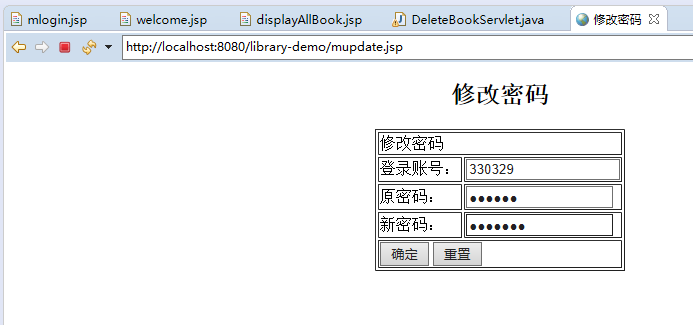 mlogin.jsp welcome.jsp displayAllBook.jsp DeleteBookServlet.java 修改密码
http://localhost:8080/library-demo/mupdate.jsp
修改密码
修改密码
登录账号： 330329
原密码： ●●●●●●
新密码： ●●●●●●●
确定 重置